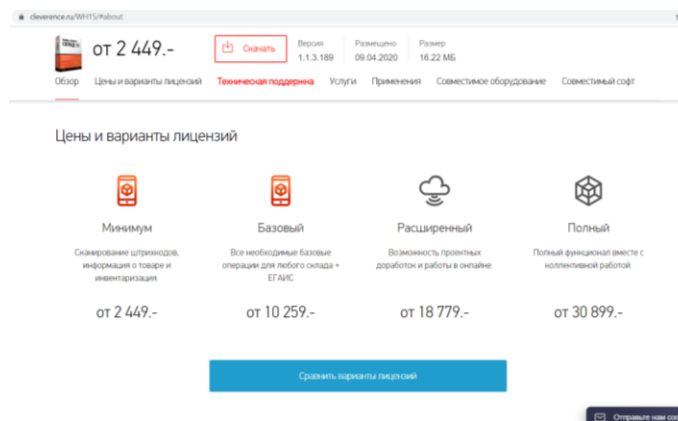 cleverence.ru/WH15/#about
от 2 449.-
Скачать
Версия
1.1.3.189
Размещено
09.04.2020
Размер
16.22 МБ
Обзор Цены и варианты лицензий Техническая поддержка Услуги Применения Совместимое оборудование Совместимый софт
Цены и варианты лицензий
Минимум
Сканирование штрихкодов,
информация о товаре и
инвентаризация.
от 2 449.-
Базовый
Все необходимые базовые
операции для любого склада +
ЕГАИС
от 10 259.-
Расширенный
Возможность проектных
доработок и работы в онлайне.
от 18 779.-
Полный
Полный функционал вместе с
коллективной работой.
от 30 899.-
Сравнить варианты лицензий
Отправьте нам соо